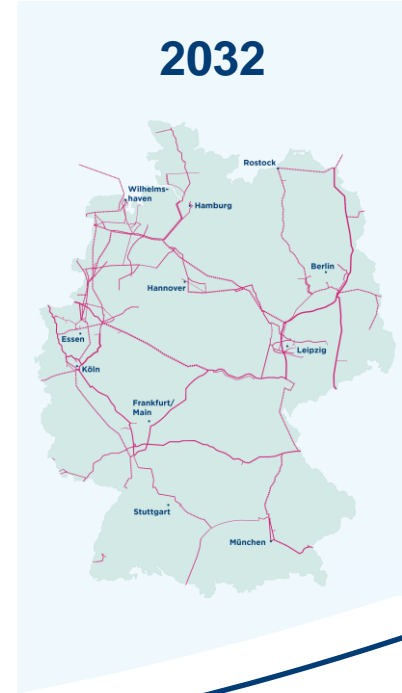 2032
Rostock
Wilhelms-
haven
Hamburg
Berlin
Hannover
Essen
Leipzig
Köln
Frankfurt/
Main
Stuttgart
München